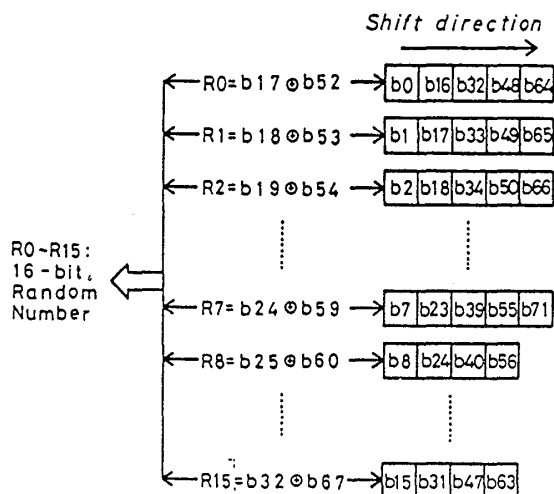 Shift direction
R0=b17⊙b52 b0 b16 b32 b48 b64
R1=b18⊙b53 b1 b17 b33 b49 b65
R2=b19⊙b54 b2 b18 b34 b50 b66
R0~R15:
16-bit
Random
Number
R7=b24⊙b59 b7 b23 b39 b55 b71
R8=b25⊙b60 b8 b24 b40 b56
R15=b32⊙b67 b15 b31 b47 b63